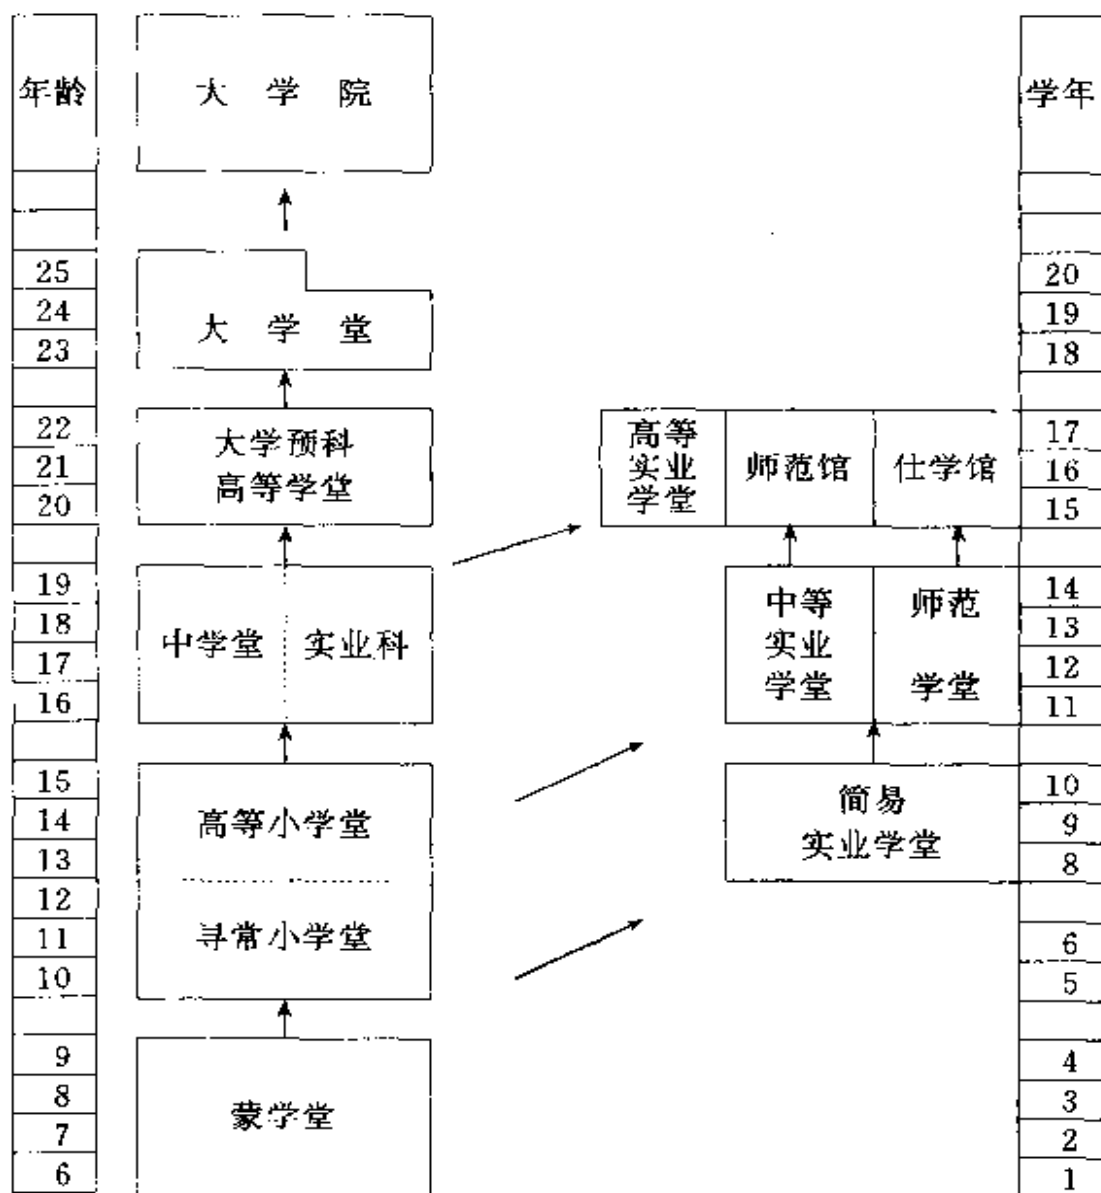 年龄
大 学 院
学年
25
24
23
大 学 堂
20
19
18
22
21
20
大学预科
高等学堂
高等
实业
学堂
师范馆
仕学馆
17
16
15
19
18
17
16
中学堂
实业科
中等
实业
学堂
师范
学堂
14
13
12
11
15
14
13
12
11
10
高等小学堂
寻常小学堂
简易
实业学堂
10
9
8
6
5
9
8
7
6
蒙学堂
4
3
2
1